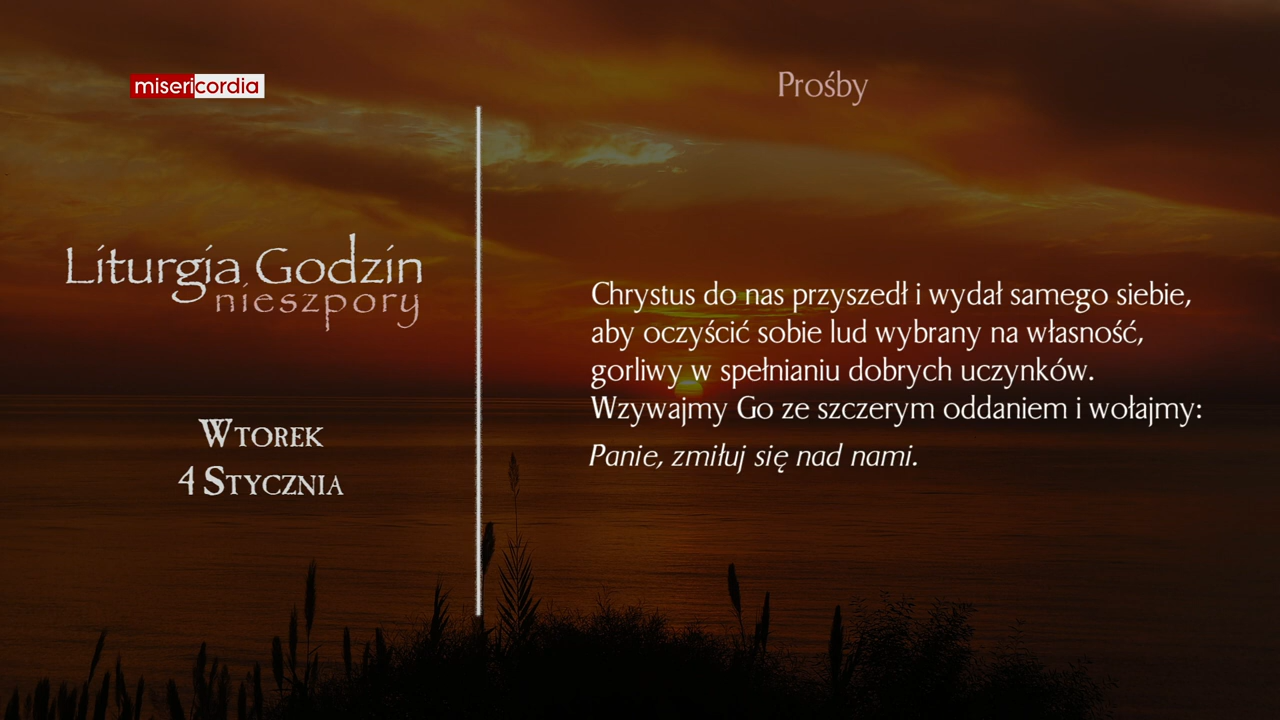 misericordia
Prośby
Liturgia Godzin
nieszpory
Wtorek
4 Stycznia
Chrystus do nas przyszedł i wydał samego siebie,
aby oczyścić sobie lud wybrany na własność,
gorliwy w spełnianiu dobrych uczynków.
Wzywajmy Go ze szczerym oddaniem i wołajmy:
Panie, zmiłuj się nad nami.